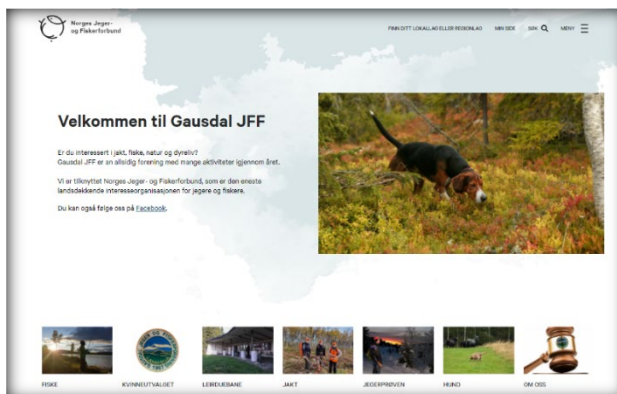 Norges Jeger-
og Fiskerforbund
FINN DITT LOKALLAG ELLER REGIONLAG MIN SIDE SØK MENY
Velkommen til Gausdal JFF
Er du interessert i jakt, fiske, natur og dyreliv?
Gausdal JFF er en allsidig forening med mange aktiviteter igjennom året.
Vi er tilknyttet Norges Jeger- og Fiskerforbund, som er den eneste
landsdekkende interesseorganisasjonen for jegere og fiskere.
Du kan også følge oss på Facebook.
FISKE KVINNEUTVALGET LEIRDUEBANE JAKT JEGERPRØVEN HUND OM OSS